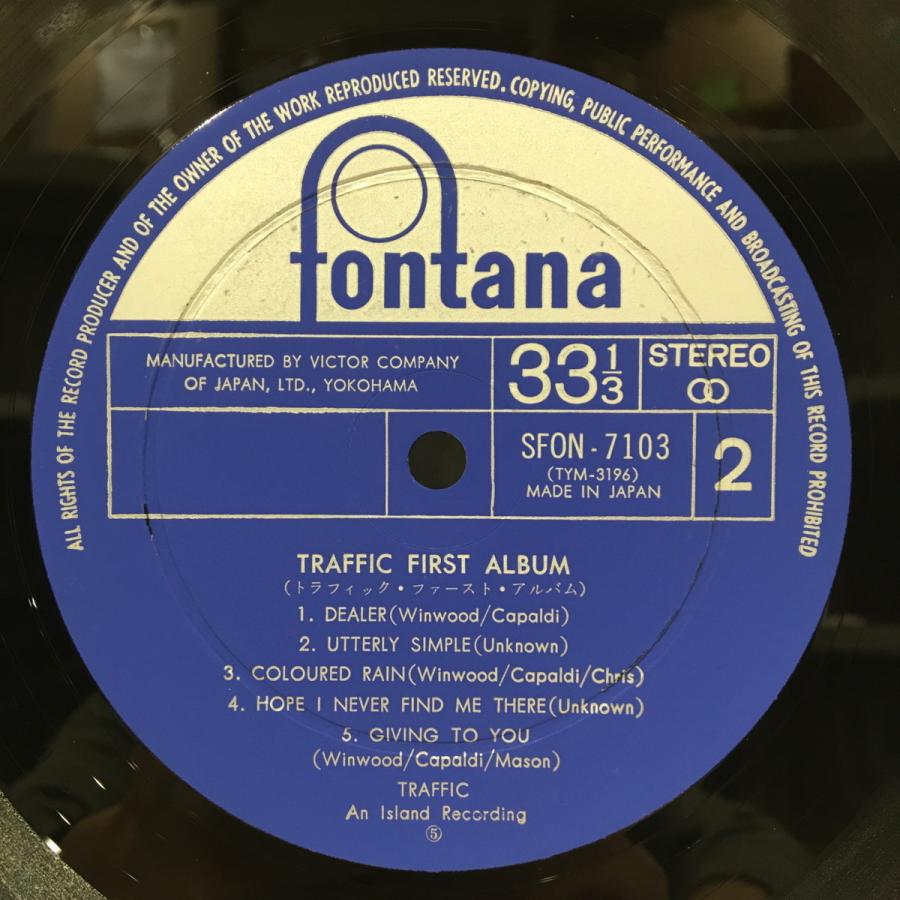 ALL RIGHTS OF THE RECORD PRODUCER AND OF THE OWNER OF THE WORK REPRODUCED RESERVED. COPYING, PUBLIC PERFORMANCE AND BROADCASTING OF THIS RECORD PROHIBITED
fontana
MANUFACTURED BY VICTOR COMPANY
OF JAPAN, LTD., YOKOHAMA
33 1/3
STEREO
SFON-7103
(TYM-3196)
MADE IN JAPAN
2
TRAFFIC FIRST ALBUM
(トラフィック・ファースト・アルバム)
1. DEALER(Winwood/Capaldi)
2. UTTERLY SIMPLE(Unknown)
3. COLOURED RAIN(Winwood/Capaldi/Chris)
4. HOPE I NEVER FIND ME THERE(Unknown)
5. GIVING TO YOU
(Winwood/Capaldi/Mason)
TRAFFIC
An Island Recording
⑤